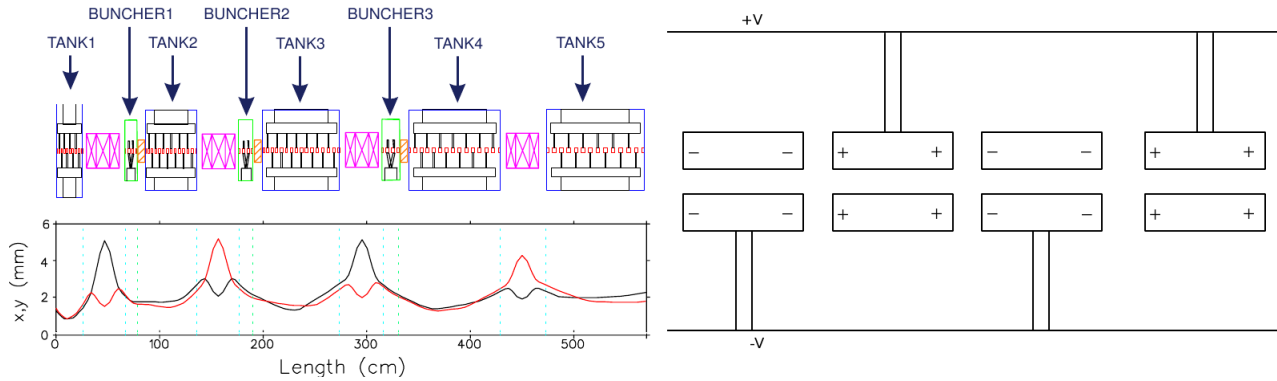 BUNCHER1 BUNCHER2 BUNCHER3
TANK1 TANK2 TANK3 TANK4 TANK5
6
4
2
0
x,y (mm)
0 100 200 300 400 500
Length (cm)
+V
− − + + − − + +
− − + + − − + +
-V